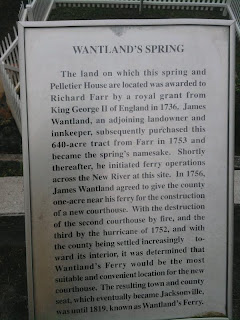 WANTLAND'S SPRING
The land on which this spring and
Pelletier House are located was awarded to
Richard Farr by a royal grant from
King George II of England in 1736. James
Wantland, an adjoining landowner and
innkeeper, subsequently purchased this
640-acre tract from Farr in 1753 and
became the spring's namesake. Shortly
thereafter, he initiated ferry operations
across the New River at this site. In 1756,
James Wantland agreed to give the county
one-acre near his ferry for the construction
of a new courthouse. With the destruction
of the second courthouse by fire, and the
third by the hurricane of 1752, and with
the county being settled increasingly to-
ward its interior, it was determined that
Wantland's Ferry would be the most
suitable and convenient location for the new
courthouse. The resulting town and county
seat, which eventually became Jacksonville,
was until 1819, known as Wantland's Ferry.